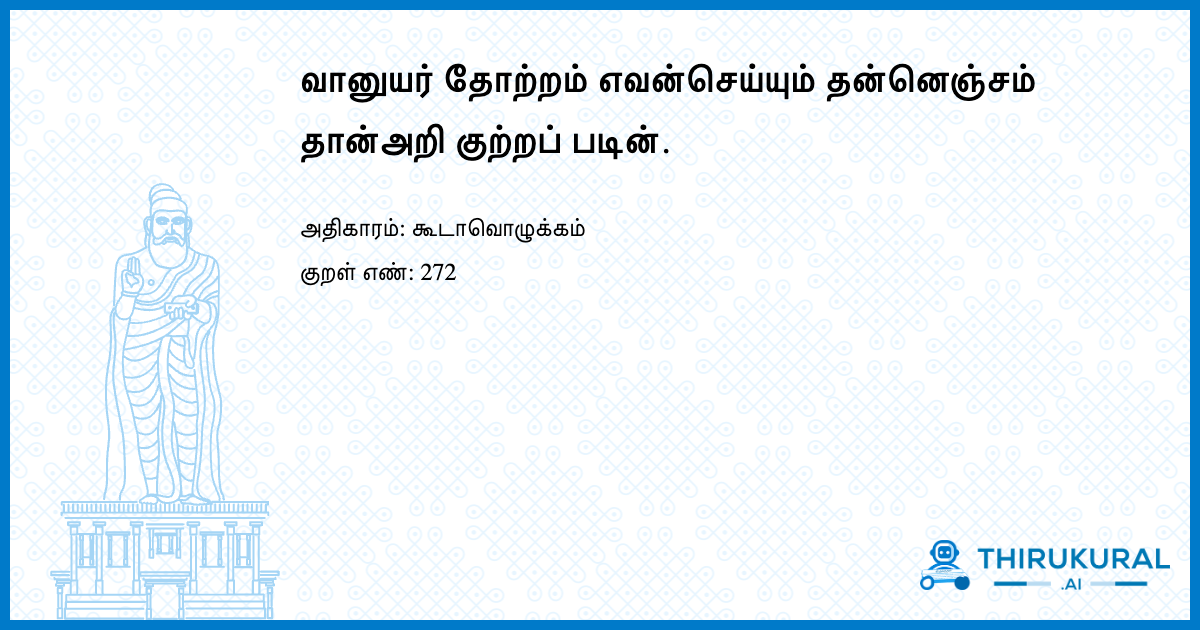 வானுயர் தோற்றம் எவன்செய்யும் தன்னெஞ்சம்
தான்அறி குற்றப் படின்.
அதிகாரம்: கூடாவொழுக்கம்
குறள் எண்: 272
THIRUKURAL
.AI